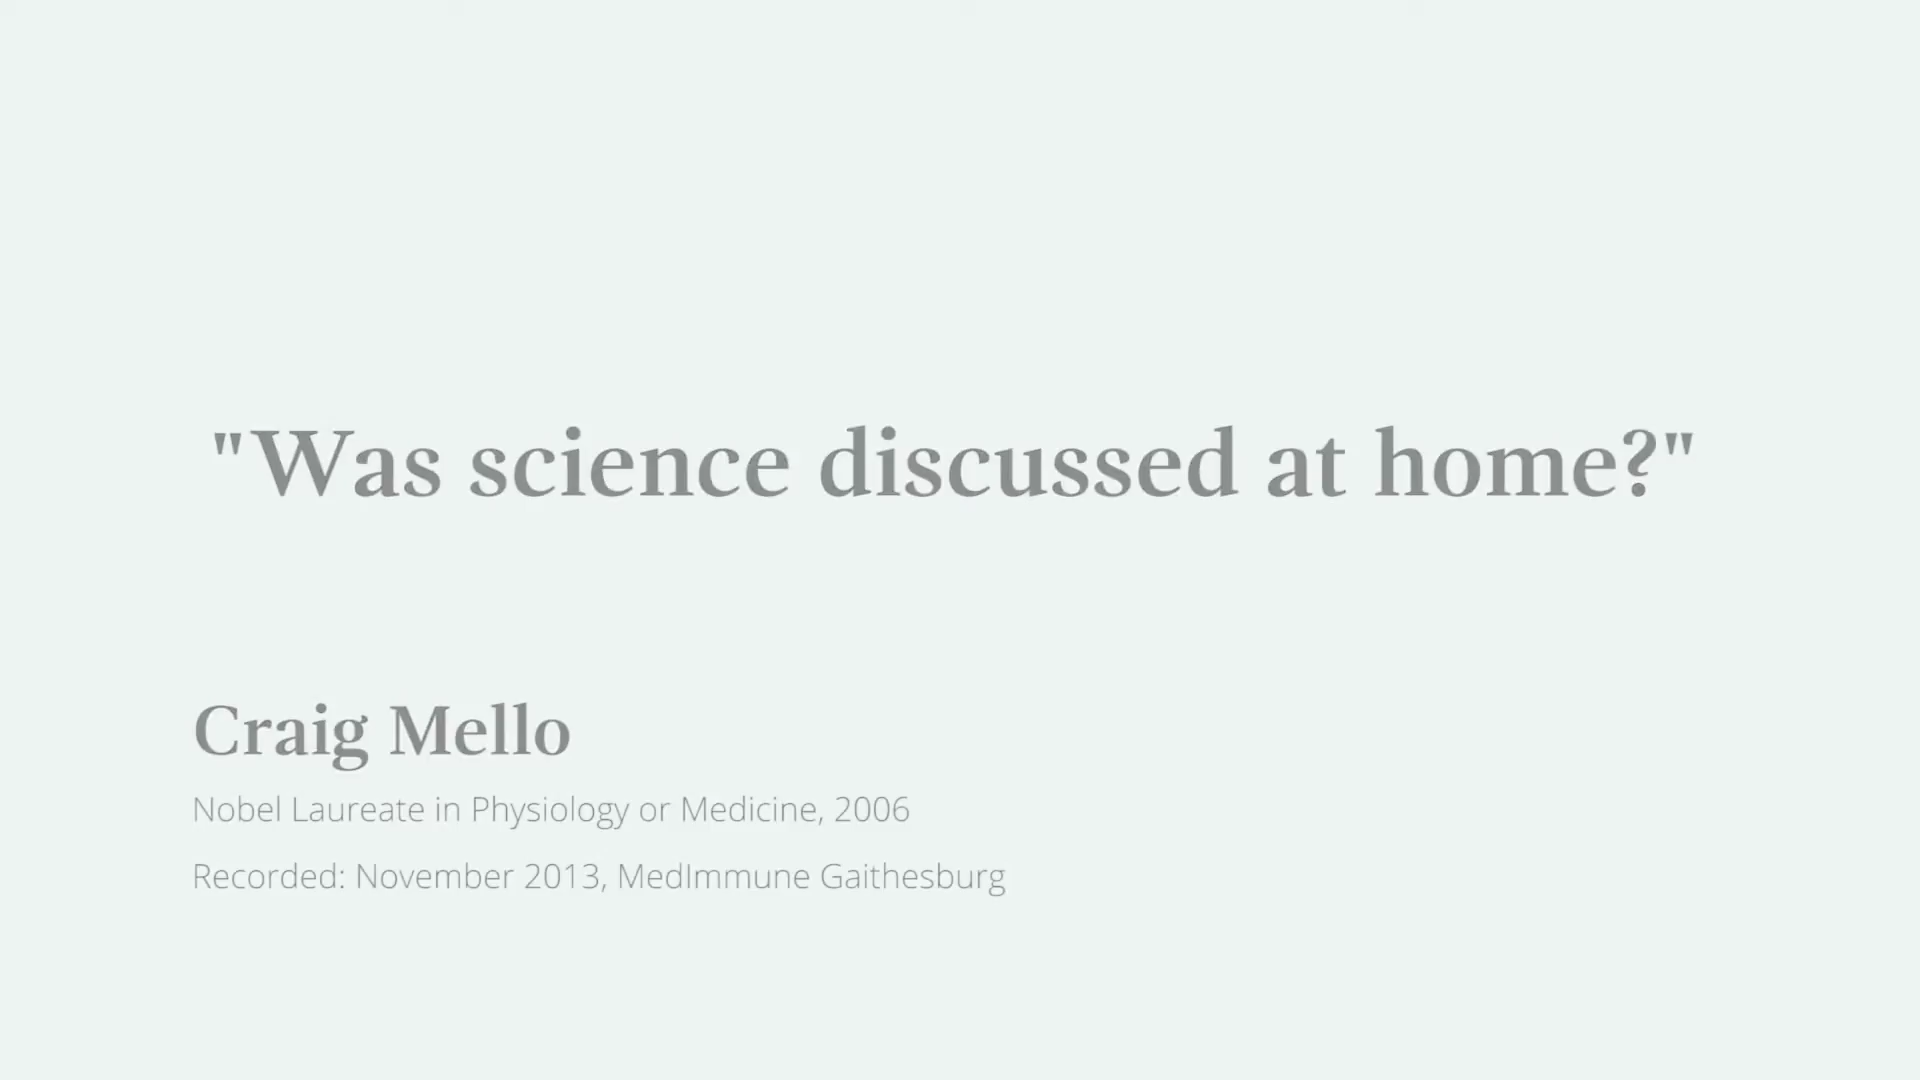 "Was science discussed at home?"
Craig Mello
Nobel Laureate in Physiology or Medicine, 2006
Recorded: November 2013, MedImmune Gaithesburg